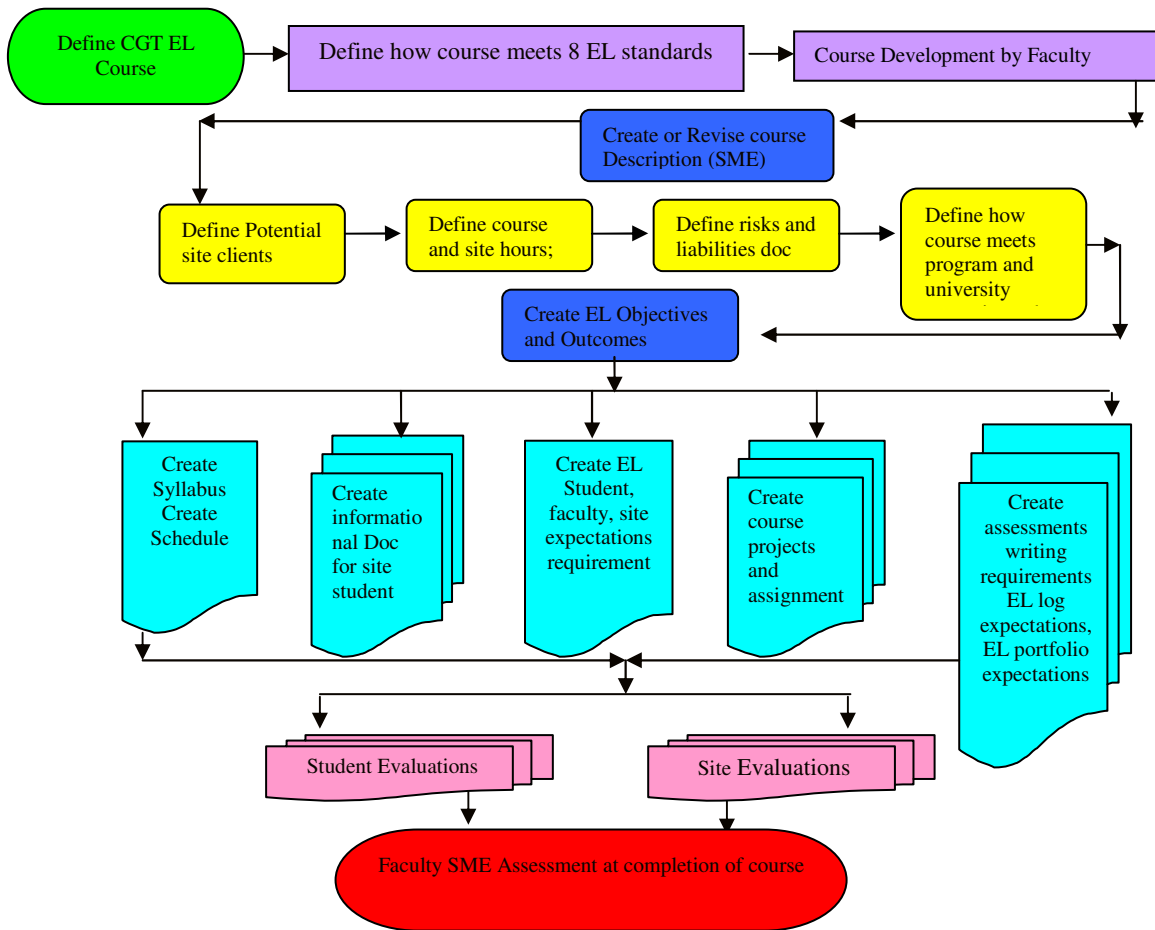 Define CGT EL
Course
Define how course meets 8 EL standards
Course Development by Faculty
Create or Revise course
Description (SME)
Define Potential
site clients
Define course
and site hours;
Define risks and
liabilities doc
Define how
course meets
program and
university
Create EL Objectives
and Outcomes
Create
Syllabus
Create
Schedule
Create
informatio
nal Doc
for site
student
Create EL
Student,
faculty, site
expectations
requirement
Create
course
projects
and
assignment
Create
assessments
writing
requirements
EL log
expectations,
EL portfolio
expectations
Student Evaluations
Site Evaluations
Faculty SME Assessment at completion of course